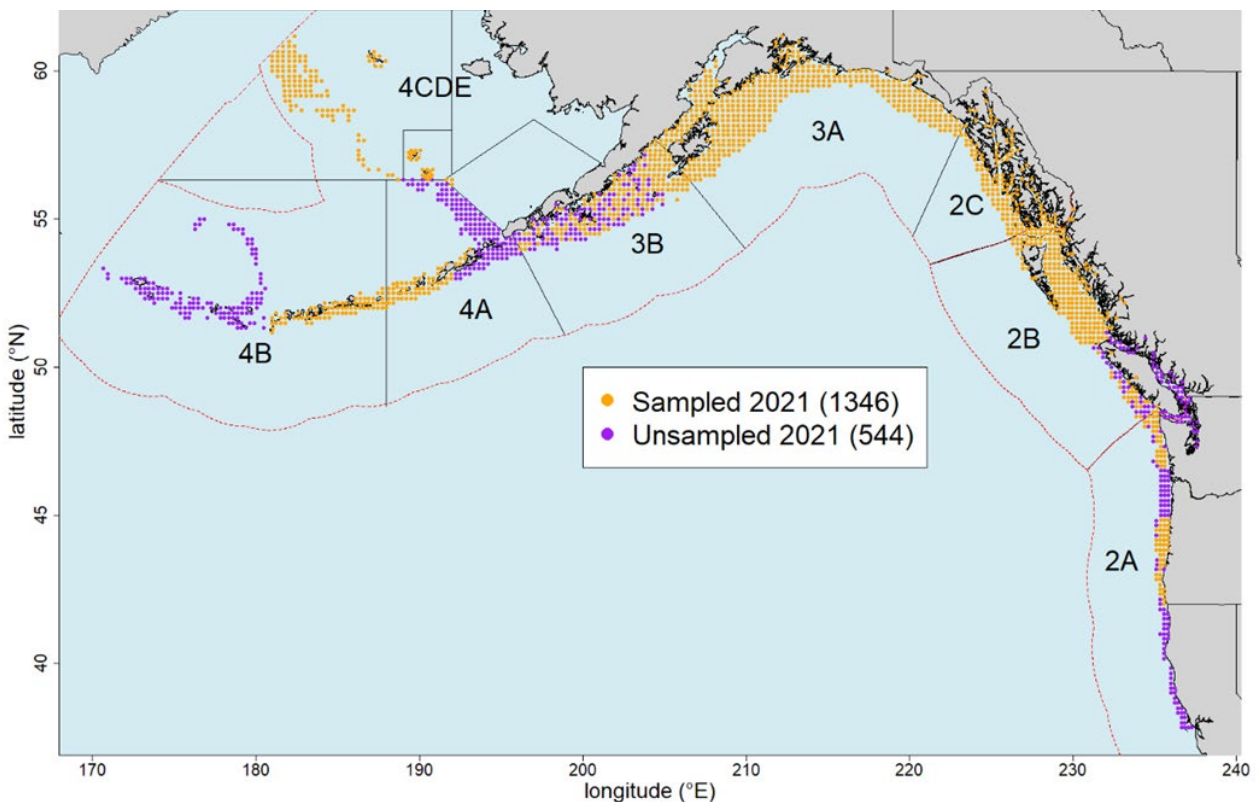 60
55
50
45
40
latitude (°N)
4CDE
3A
2C
3B
4A
2B
4B
2A
Sampled 2021 (1346)
Unsampled 2021 (544)
170
180
190
200
210
220
230
240
longitude (°E)